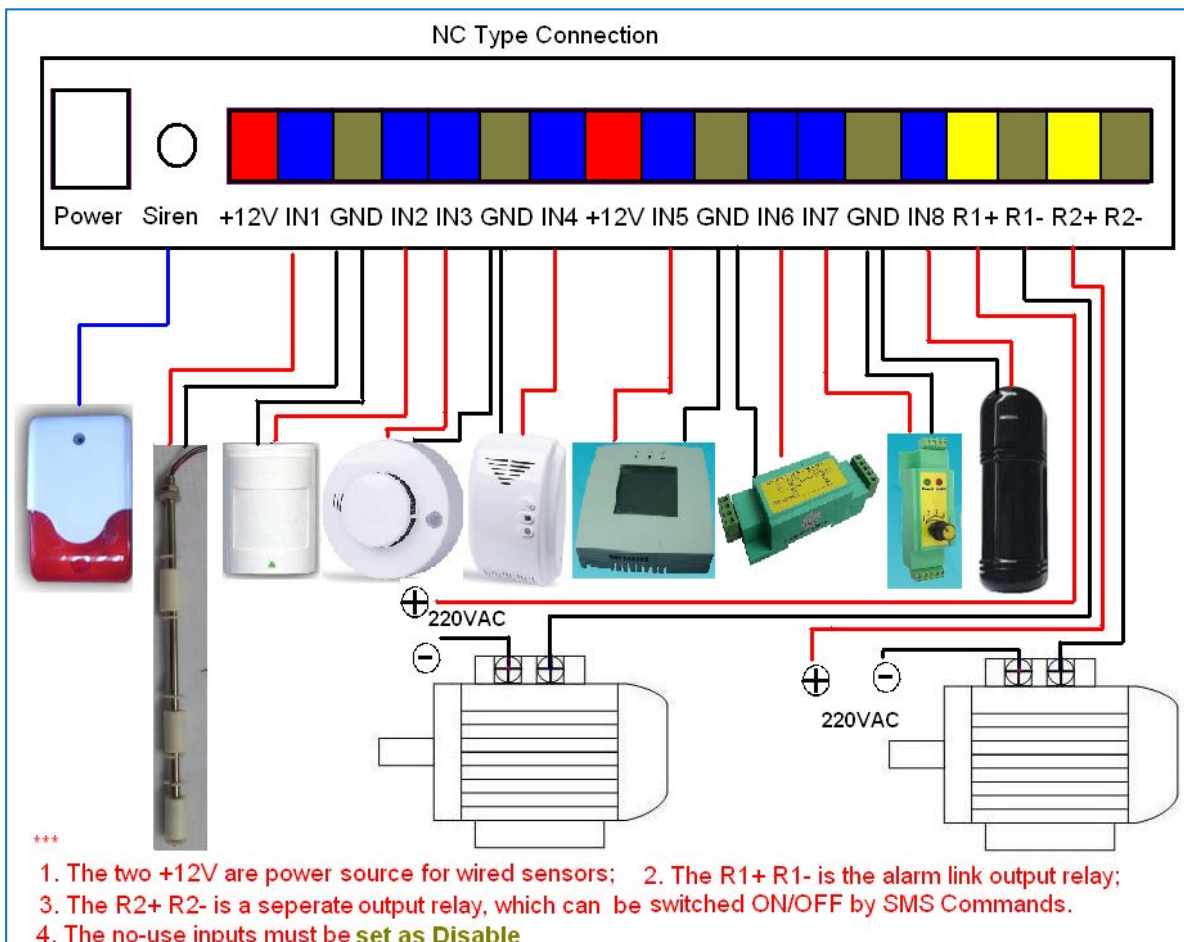 NC Type Connection
Power Siren +12V IN1 GND IN2 IN3 GND IN4 +12V IN5 GND IN6 IN7 GND IN8 R1+ R1- R2+ R2-
220VAC
220VAC
***
1. The two +12V are power source for wired sensors; 2. The R1+ R1- is the alarm link output relay;
3. The R2+ R2- is a seperate output relay, which can be switched ON/OFF by SMS Commands.
4. The no-use inputs must be set as Disable